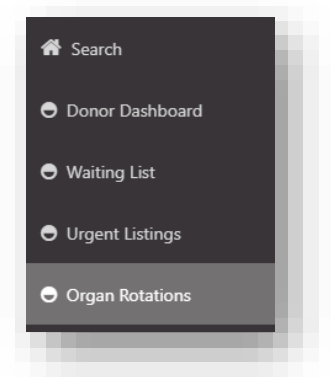 Search
Donor Dashboard
Waiting List
Urgent Listings
Organ Rotations